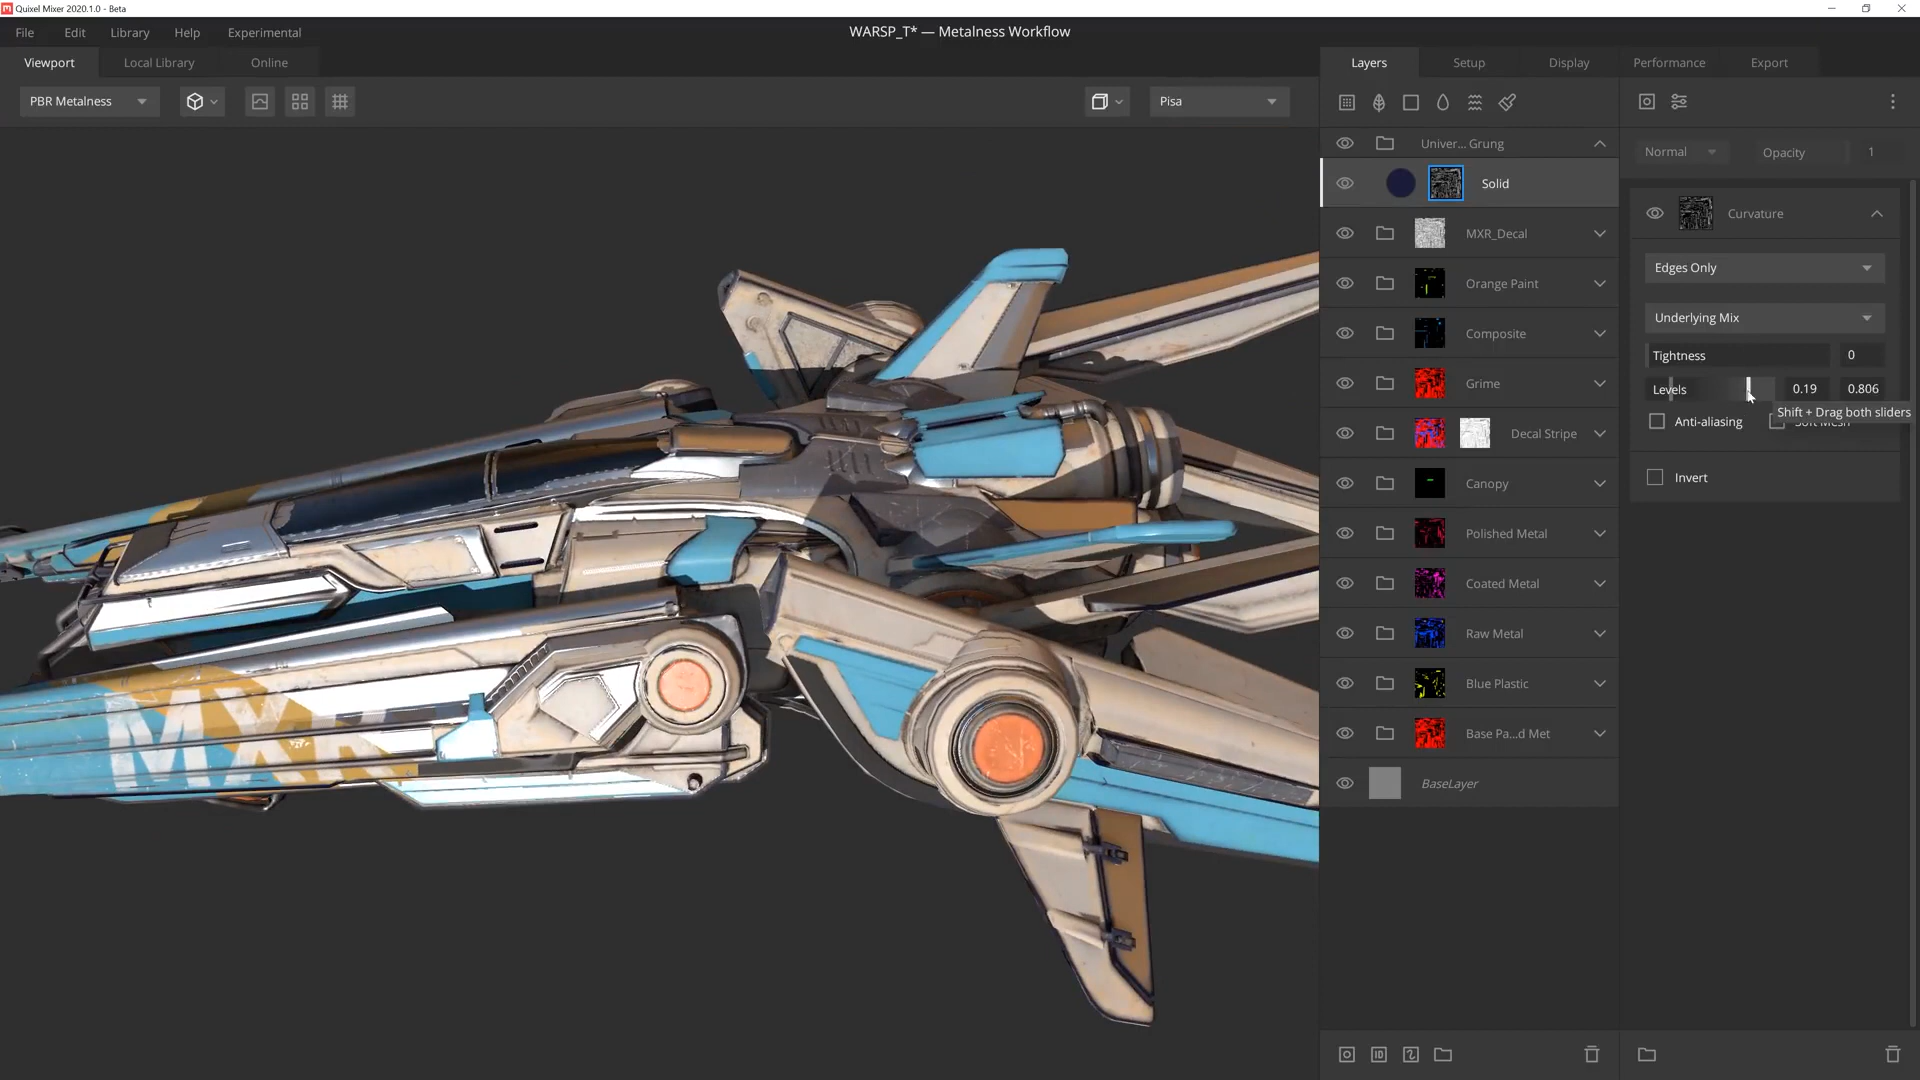 Quixel Mixer 2020.1.0 - Beta
File Edit Library Help Experimental
WARSP_T* — Metalness Workflow
Viewport Local Library Online
Layers Setup Display Performance Export
PBR Metalness
Pisa
Univer... Grung
Normal Opacity 1
Solid
Curvature
MXR_Decal
Edges Only
Orange Paint
Underlying Mix
Composite
Tightness 0
Grime
Levels 0.19 0.806
Shift + Drag both sliders
Anti-aliasing Soft Mesh
Decal Stripe
Invert
Canopy
Polished Metal
Coated Metal
Raw Metal
Blue Plastic
Base Pa...d Met
BaseLayer
MXR